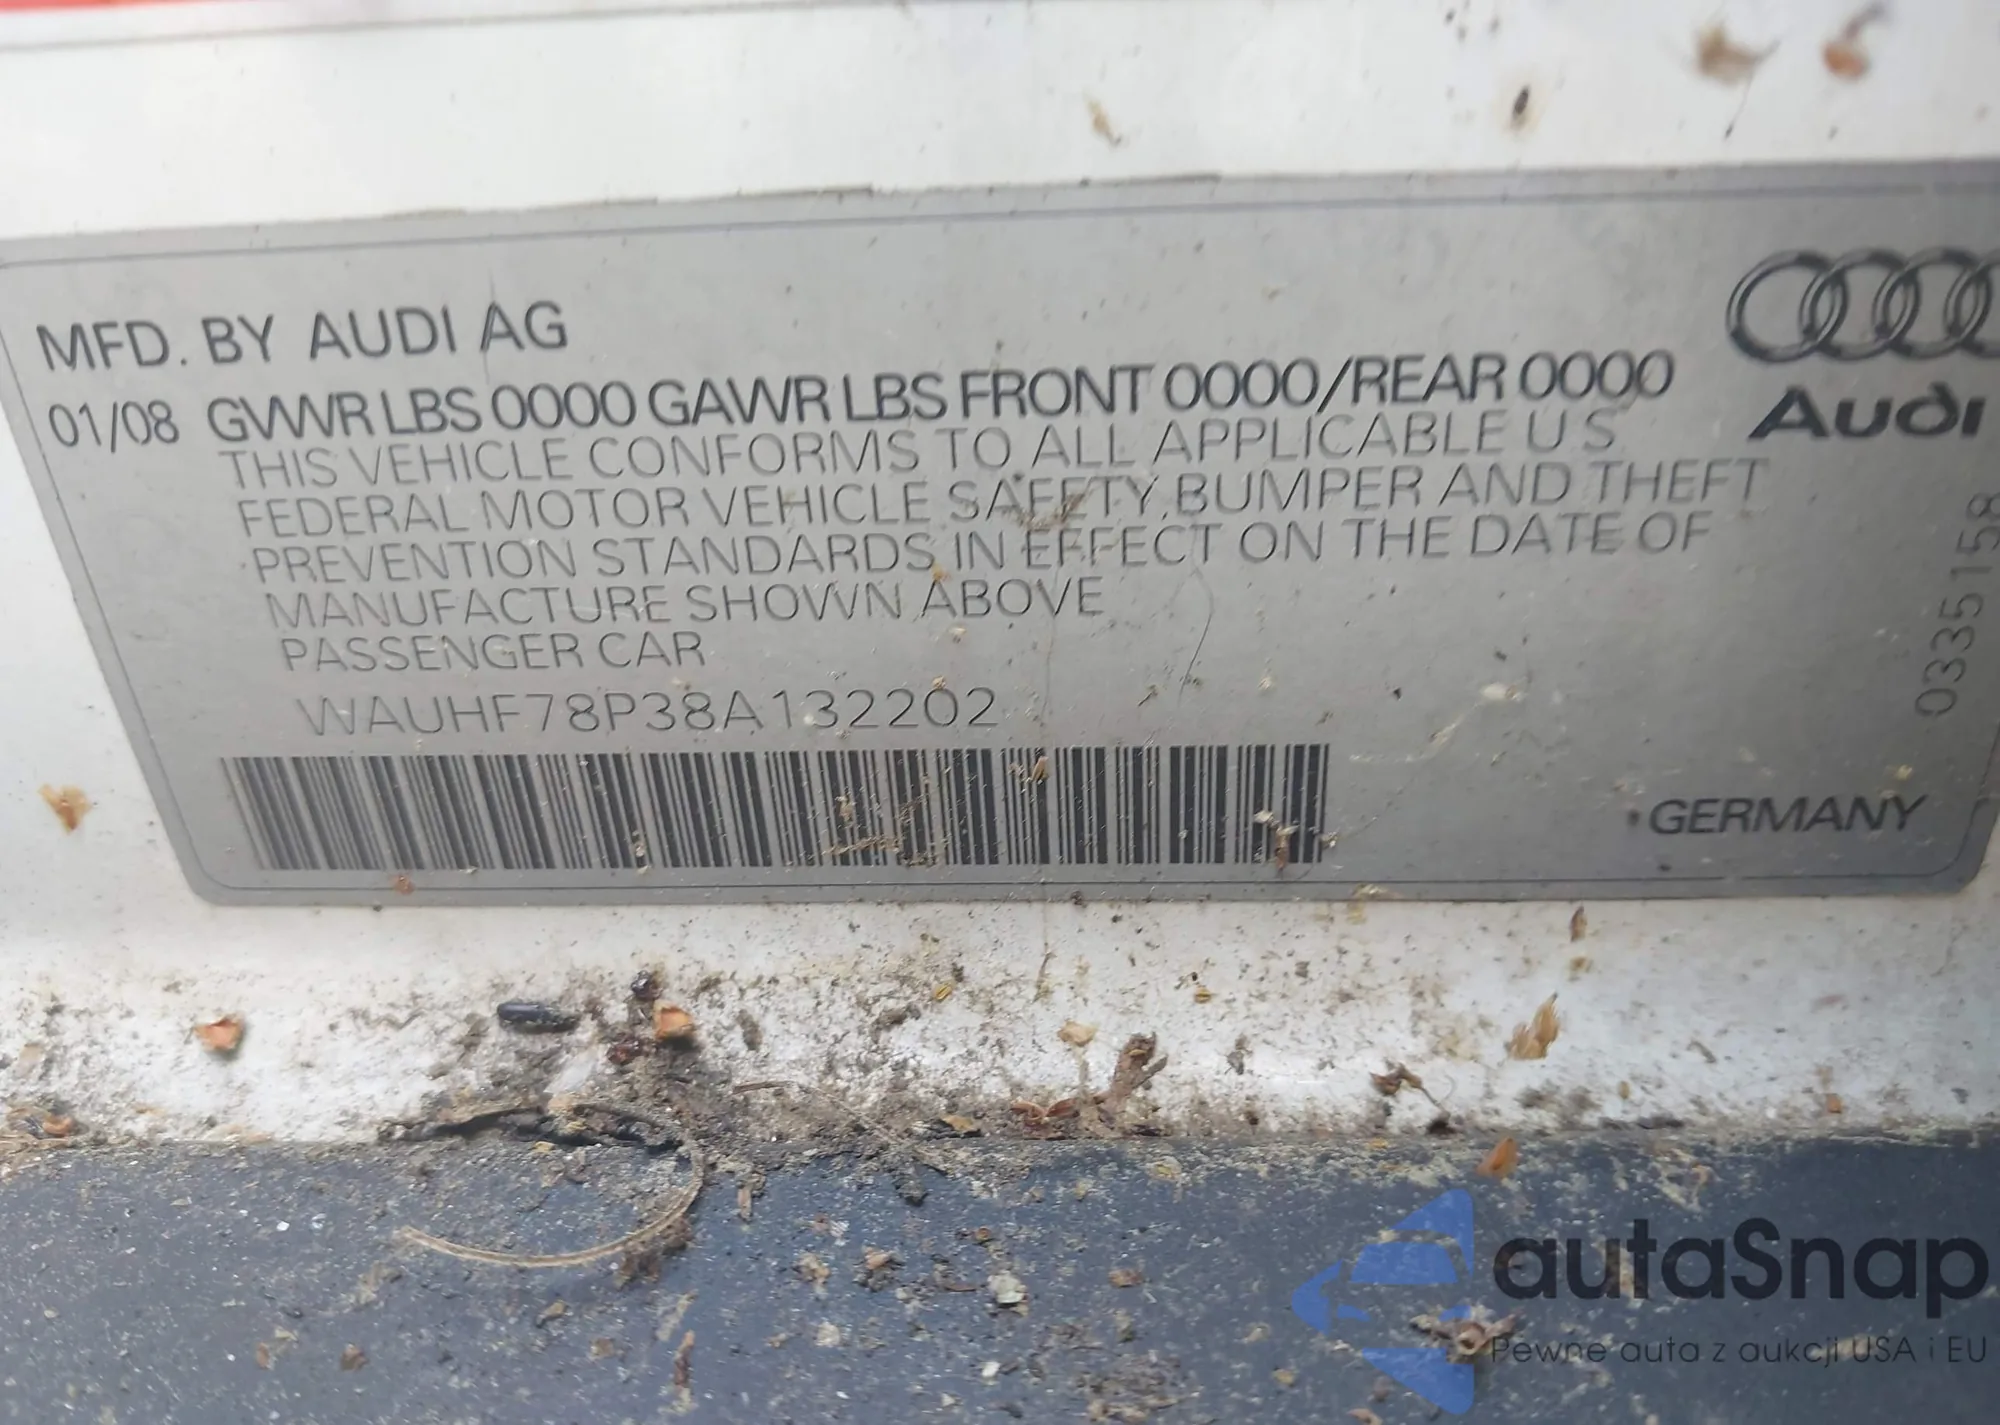 MFD. BY AUDI AG
01/08 GVWR LBS 0000 GAWR LBS FRONT 0000/REAR 0000
THIS VEHICLE CONFORMS TO ALL APPLICABLE U S
FEDERAL MOTOR VEHICLE SAFETY, BUMPER AND THEFT
PREVENTION STANDARDS IN EFFECT ON THE DATE OF
MANUFACTURE SHOWN ABOVE
PASSENGER CAR
WAUHF78P38A132202
Audi
0335158
GERMANY
autaSnap
Pewne auta z aukcji USA i EU